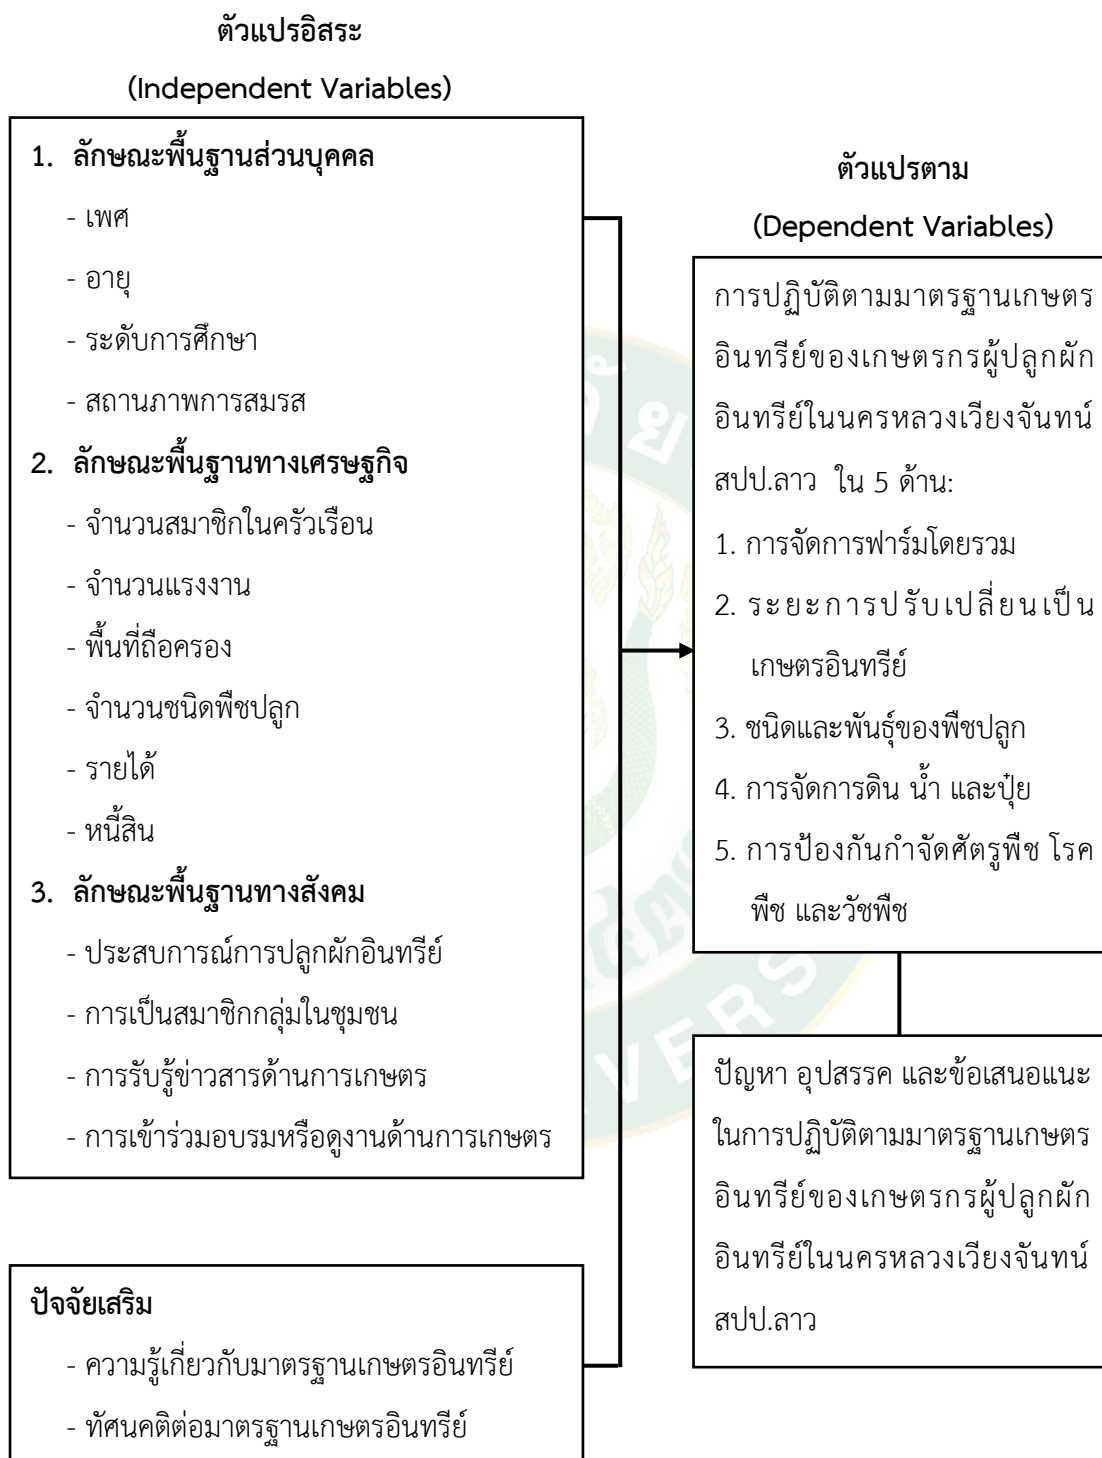 ตัวแปรอิสระ
(Independent Variables)
1. ลักษณะพื้นฐานส่วนบุคคล
- เพศ
- อายุ
- ระดับการศึกษา
- สถานภาพการสมรส
2. ลักษณะพื้นฐานทางเศรษฐกิจ
- จำนวนสมาชิกในครัวเรือน
- จำนวนแรงงาน
- พื้นที่ถือครอง
- จำนวนชนิดพืชปลูก
- รายได้
- หนี้สิน
3. ลักษณะพื้นฐานทางสังคม
- ประสบการณ์การปลูกผักอินทรีย์
- การเป็นสมาชิกกลุ่มในชุมชน
- การรับรู้ข่าวสารด้านการเกษตร
- การเข้าร่วมอบรมหรือดูงานด้านการเกษตร
ปัจจัยเสริม
- ความรู้เกี่ยวกับมาตรฐานเกษตรอินทรีย์
- ทัศนคติต่อมาตรฐานเกษตรอินทรีย์
ตัวแปรตาม
(Dependent Variables)
การปฏิบัติตามมาตรฐานเกษตร
อินทรีย์ของเกษตรกรผู้ปลูกผัก
อินทรีย์ในนครหลวงเวียงจันทน์
สปป.ลาว ใน 5 ด้าน:
1. การจัดการฟาร์มโดยรวม
2. ระยะการปรับเปลี่ยนเป็น
เกษตรอินทรีย์
3. ชนิดและพันธุ์ของพืชปลูก
4. การจัดการดิน น้ำ และปุ๋ย
5. การป้องกันกำจัดศัตรูพืช โรค
พืช และวัชพืช
ปัญหา อุปสรรค และข้อเสนอแนะ
ในการปฏิบัติตามมาตรฐานเกษตร
อินทรีย์ของเกษตรกรผู้ปลูกผัก
อินทรีย์ในนครหลวงเวียงจันทน์
สปป.ลาว